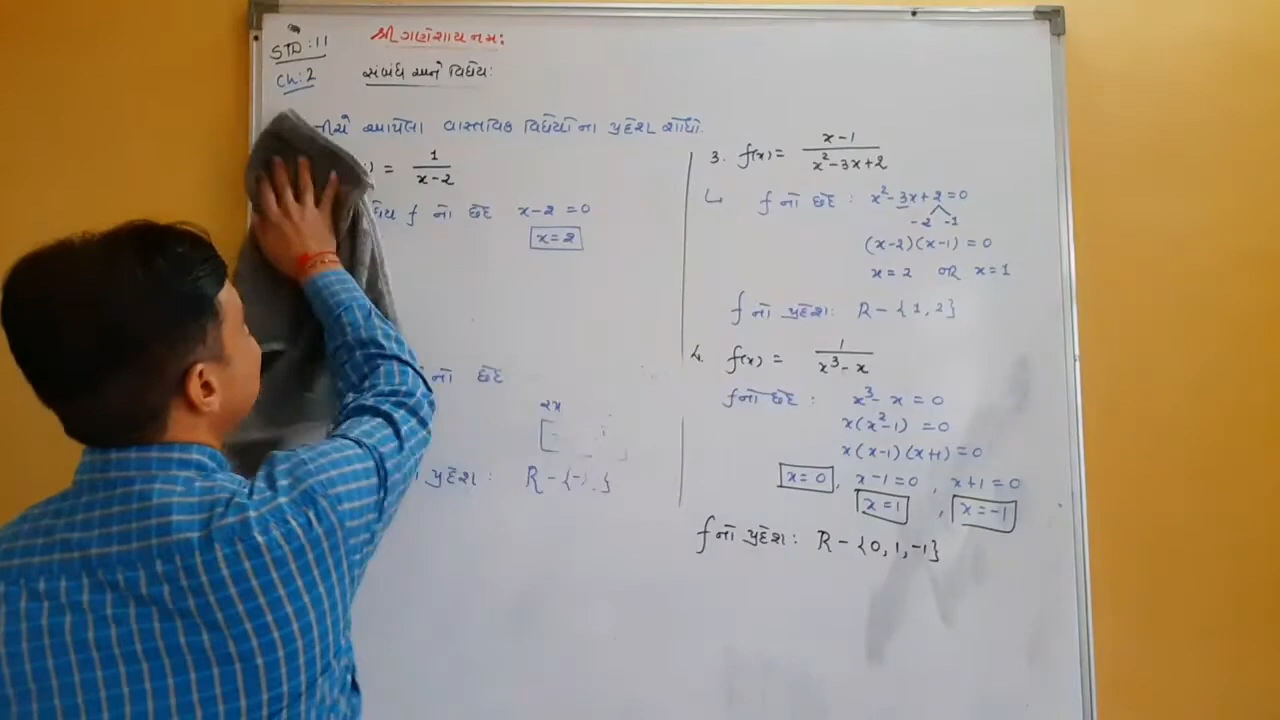 શ્રી ગણેશાય નમ:
STD:11
Ch:2
સંબંધ અને વિધેય:
નીચે આપેલા વાસ્તવિક વિધેયોના પ્રદેશ શોધો.
) = 1/(x-2)
f નો છેદ x-2 =0
x=2
નો છેદ
2x
પ્રદેશ: R-{-
3. f(x)= (x-1)/(x²-3x+2)
f નો છેદ: x²-3x+2=0
-2 -1
(x-2)(x-1) =0
x=2 or x=1
f નો પ્રદેશ: R-{1,2}
4. f(x) = 1/(x³-x)
f નો છેદ: x³- x =0
x(x²-1) =0
x(x-1)(x+1)=0
x=0, x-1=0, x+1=0
x=1, x=-1
f નો પ્રદેશ: R-{0,1,-1}